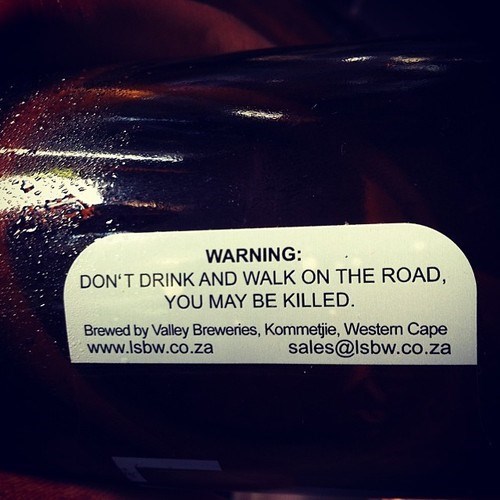 WARNING:
DON'T DRINK AND WALK ON THE ROAD,
YOU MAY BE KILLED.
Brewed by Valley Breweries, Kommetjie, Western Cape
www.lsbw.co.za sales@lsbw.co.za